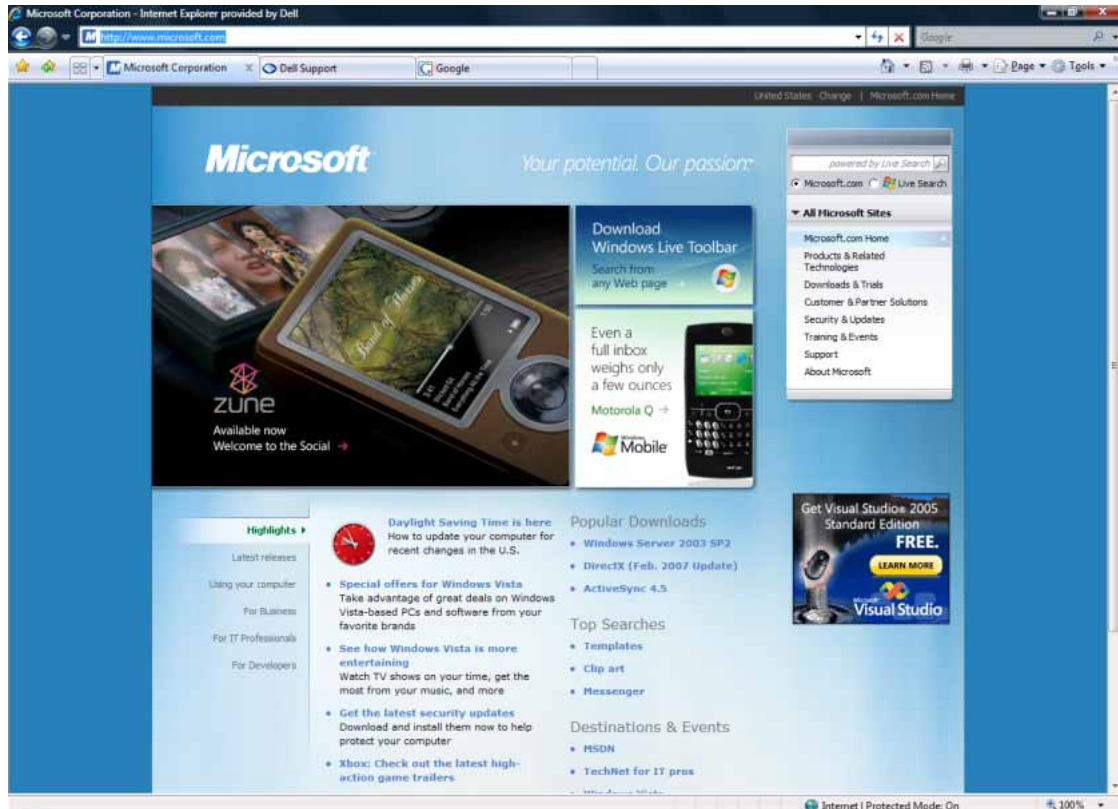 Microsoft Corporation - Internet Explorer provided by Dell
http://www.microsoft.com
Google
Microsoft Corporation
Dell Support
Google
Page
Tools
United States Change | Microsoft.com Home
Microsoft
Your potential. Our passion.™
powered by Live Search
Microsoft.com
Live Search
All Microsoft Sites
Microsoft.com Home
Products & Related
Technologies
Downloads & Trials
Customer & Partner Solutions
Security & Updates
Training & Events
Support
About Microsoft
Band of Horses
zune
Available now
Welcome to the Social
Download
Windows Live Toolbar
Search from
any Web page
Even a
full inbox
weighs only
a few ounces
Motorola Q
Windows
Mobile
Highlights
Latest releases
Using your computer
For Business
For IT Professionals
For Developers
Daylight Saving Time is here
How to update your computer for
recent changes in the U.S.
Special offers for Windows Vista
Take advantage of great deals on Windows
Vista-based PCs and software from your
favorite brands
See how Windows Vista is more
entertaining
Watch TV shows on your time, get the
most from your music, and more
Get the latest security updates
Download and install them now to help
protect your computer
Xbox: Check out the latest high-
action game trailers
Popular Downloads
Windows Server 2003 SP2
DirectX (Feb. 2007 Update)
ActiveSync 4.5
Top Searches
Templates
Clip art
Messenger
Destinations & Events
MSDN
TechNet for IT pros
Windows Vista
Get Visual Studio® 2005
Standard Edition
FREE.
LEARN MORE
Microsoft
Visual Studio
Internet | Protected Mode: On
100%